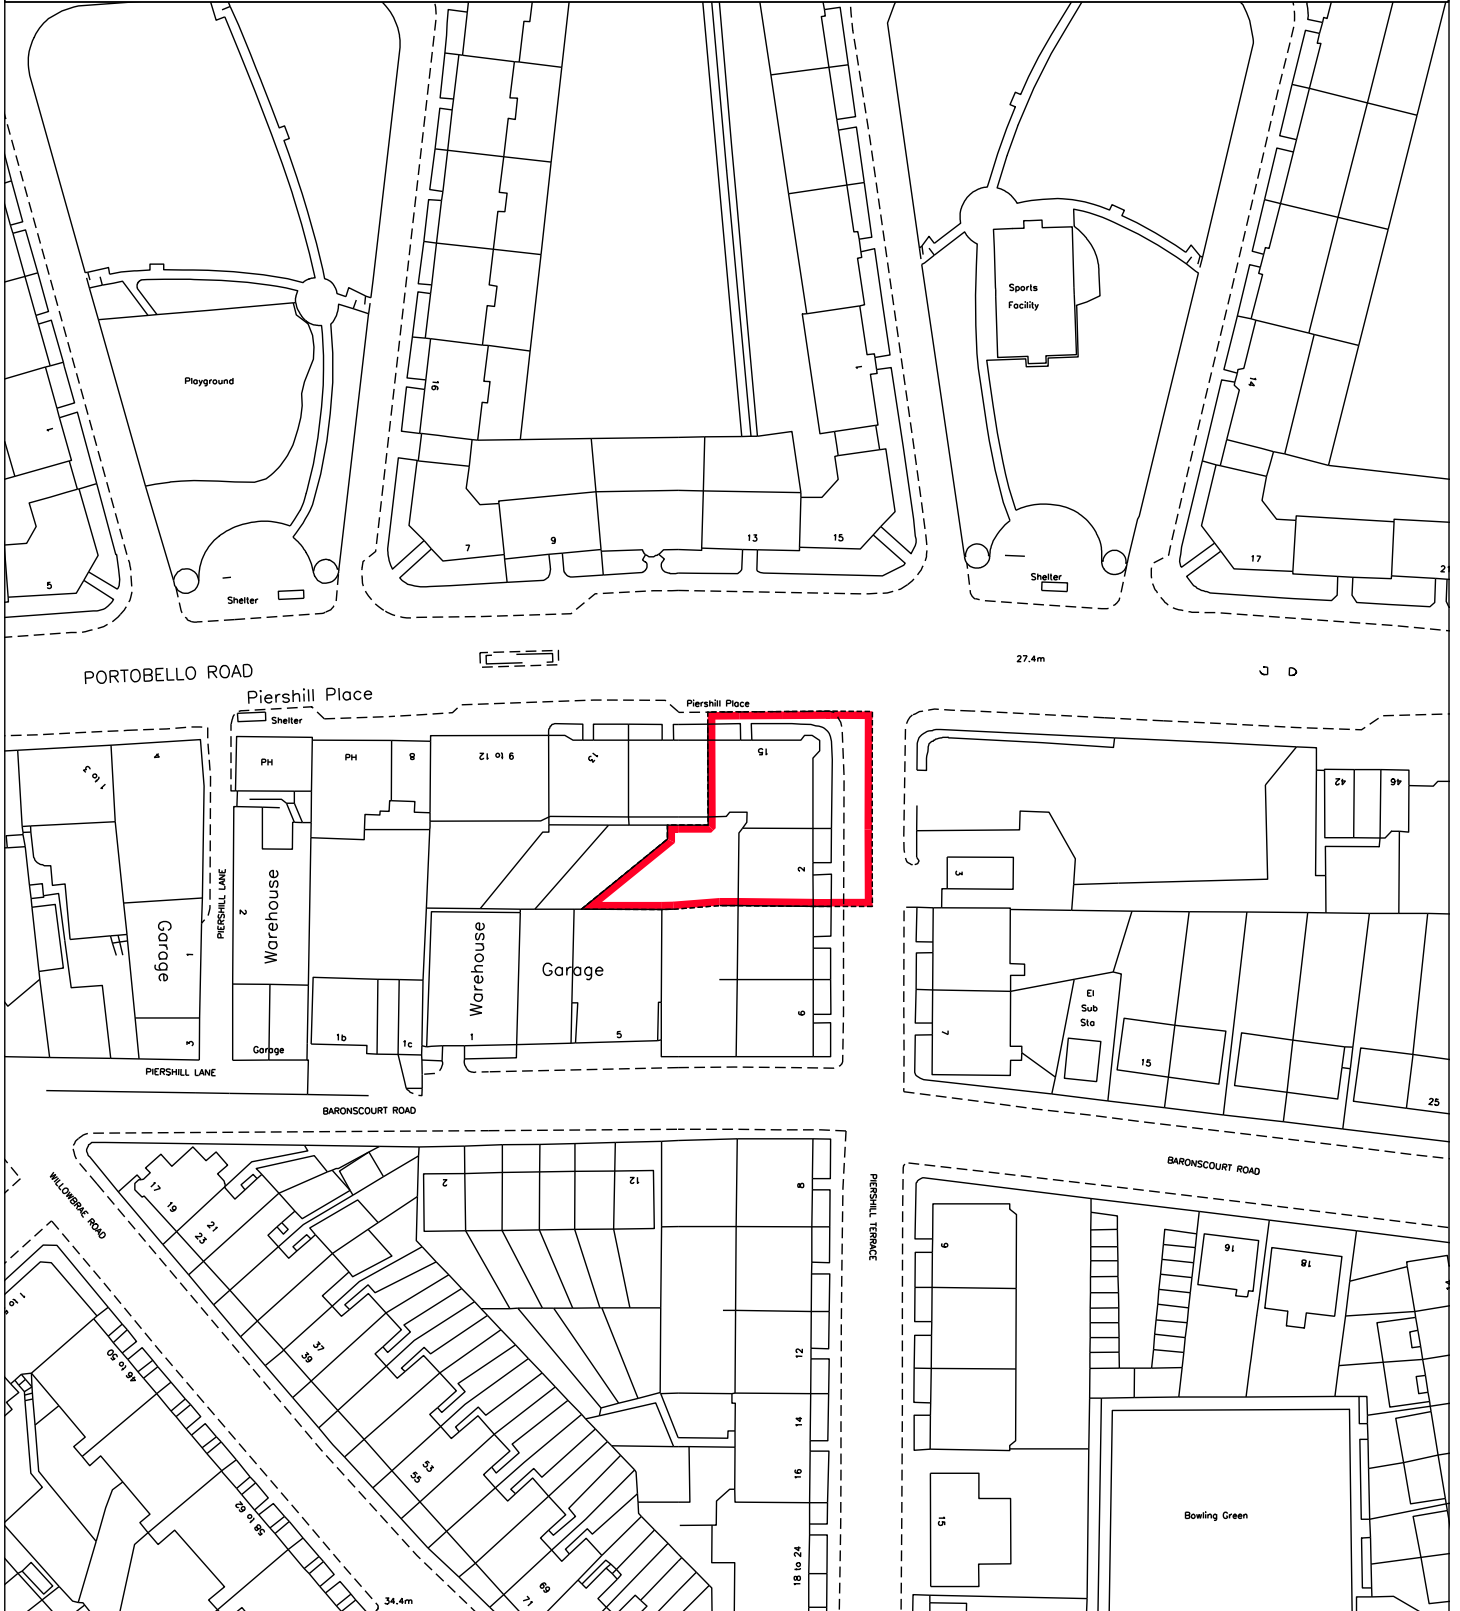 Sports
Facility
Playground
16
1
14
1
7
9
13
15
17
21
5
Shelter
Shelter
27.4m
PORTOBELLO ROAD
Piershill Place
Shelter
Piershill Place
1 to 3
4
PH
PH
8
9 to 12
13
15
42
46
2
3
PIERSHILL LANE
2
Warehouse
Garage
1
Warehouse
Garage
El
Sub
Sta
6
7
3
Garage
1b
1c
1
5
15
25
PIERSHILL LANE
BARONSCOURT ROAD
BARONSCOURT ROAD
WILLOWBRAE ROAD
17
19
21
23
2
12
8
PIERSHILL TERRACE
9
16
18
37
39
12
46 to 50
14
53
55
16
58 to 62
15
Bowling Green
18 to 24
69
71
34.4m